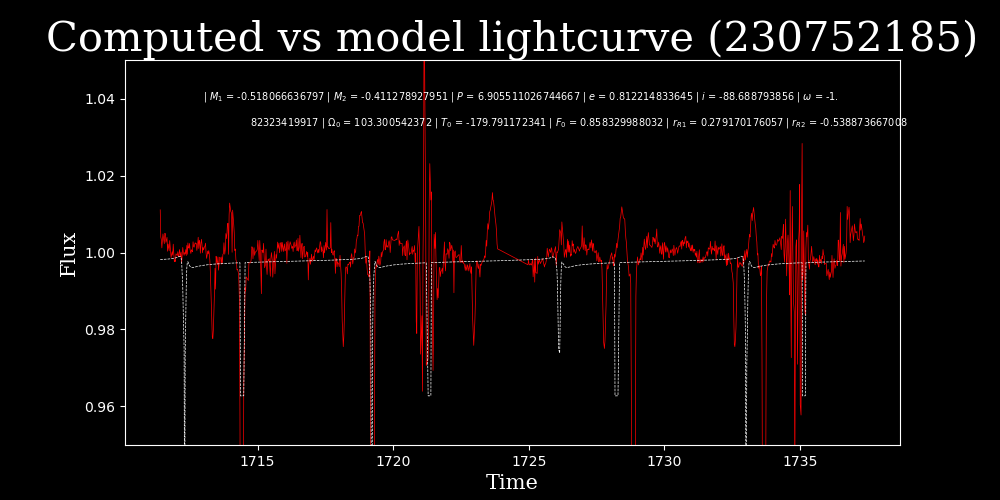 Computed vs model lightcurve (230752185)
| M₁ = -0.518066636797 | M₂ = -0.411278927951 | P = 6.905511026744667 | e = 0.812214833645 | i = -88.688793856 | ω = -1.
82323419917 | Ω₀ = 103.300542372 | T₀ = -179.791172341 | F₀ = 0.858329988032 | r_R1 = 0.279170176057 | r_R2 = -0.538873667008
1.04
1.02
1.00
0.98
0.96
Flux
1715 1720 1725 1730 1735
Time